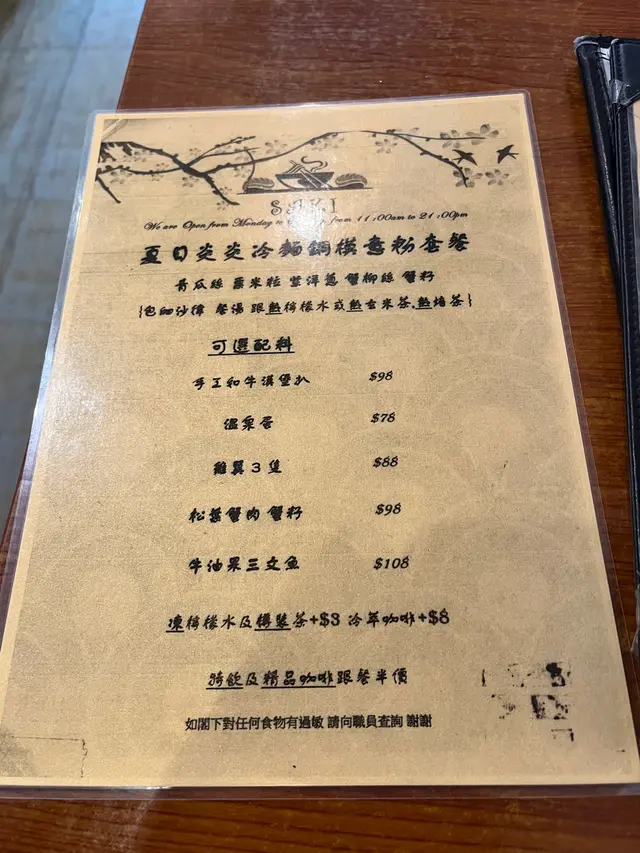 SAKI
We are Open from Monday to from 11:00am to 21:00pm
夏日炎炎冷麵鋼橫意粉套餐
青瓜絲 粟米粒 紫洋蔥 蟹柳絲 蟹籽
{包細沙律 餐湯 跟熱檸檬水或熱玄米茶,熱焙茶}
可選配料
手工和牛漢堡扒 $98
溫泉蛋 $78
雞翼3隻 $88
松葉蟹肉 蟹籽 $98
牛油果三文魚 $108
凍檸檬水及樽裝茶+$3 冷萃咖啡+$8
特飲及精品咖啡跟餐半價
如閣下對任何食物有過敏 請向職員查詢 謝謝